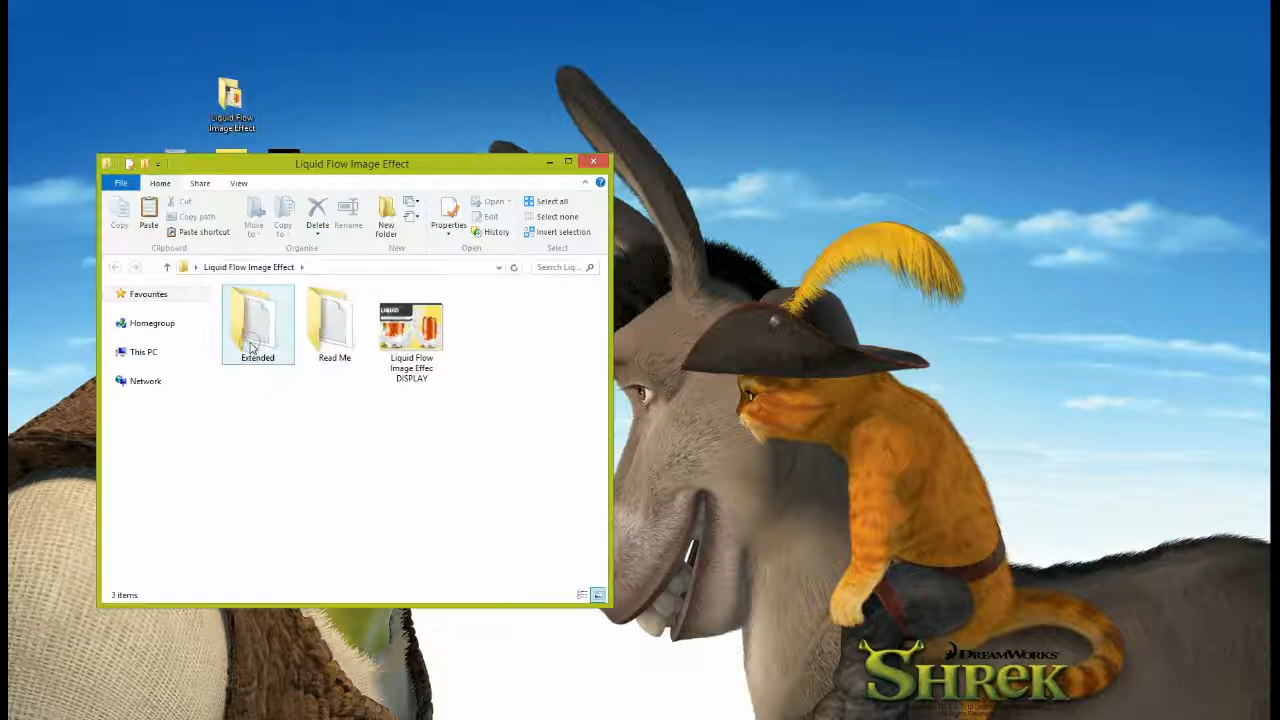 Liquid Flow
Image Effect
Liquid Flow Image Effect
File
Home
Share
View
Copy
Paste
Cut
Copy path
Paste shortcut
Move
to
Copy
to
Delete
Rename
New
folder
Properties
Open
Edit
History
Select all
Select none
Invert selection
Clipboard
Organise
New
Open
Select
Liquid Flow Image Effect
Search Liq...
Favourites
Homegroup
This PC
Network
Extended
Read Me
LIQUID
Liquid Flow
Image Effec
DISPLAY
3 items
DREAMWORKS
SHREK